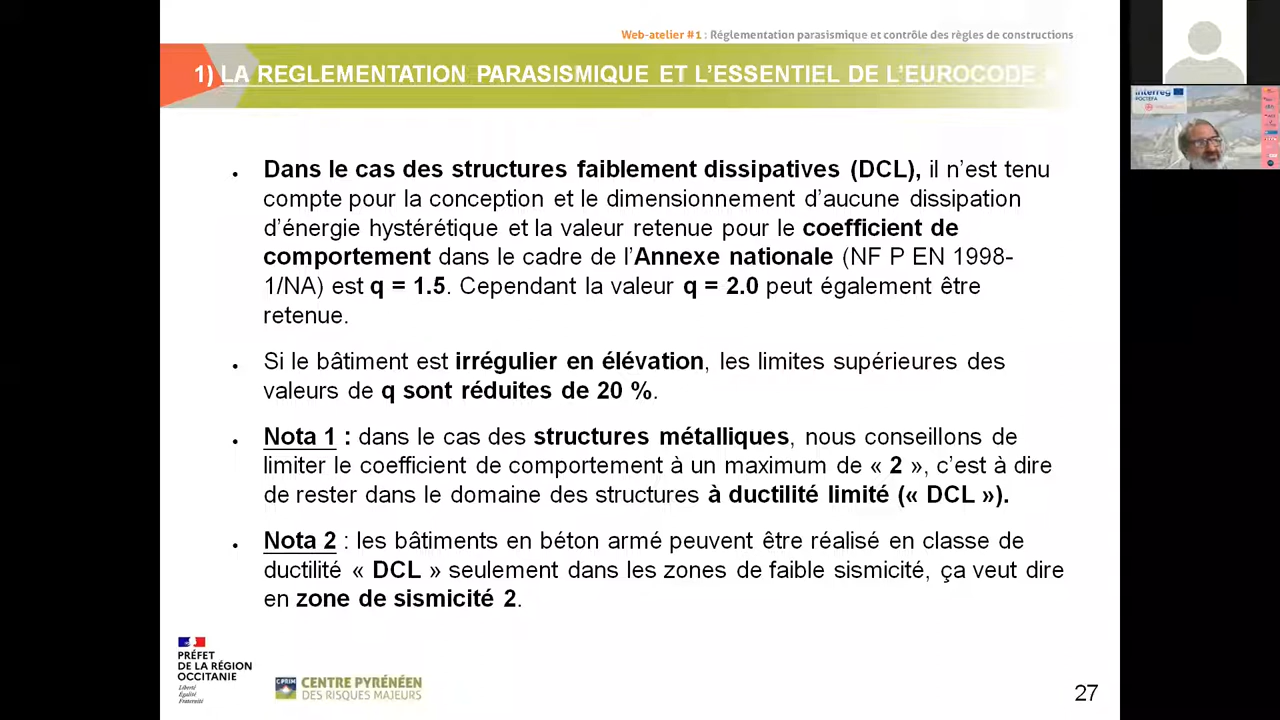 Web-atelier #1 : Réglementation parasismique et contrôle des règles de constructions
1) LA REGLEMENTATION PARASISMIQUE ET L’ESSENTIEL DE L’EUROCODE
• Dans le cas des structures faiblement dissipatives (DCL), il n’est tenu
compte pour la conception et le dimensionnement d’aucune dissipation
d’énergie hystérétique et la valeur retenue pour le coefficient de
comportement dans le cadre de l’Annexe nationale (NF P EN 1998-
1/NA) est q = 1.5. Cependant la valeur q = 2.0 peut également être
retenue.
• Si le bâtiment est irrégulier en élévation, les limites supérieures des
valeurs de q sont réduites de 20 %.
• Nota 1 : dans le cas des structures métalliques, nous conseillons de
limiter le coefficient de comportement à un maximum de « 2 », c’est à dire
de rester dans le domaine des structures à ductilité limité (« DCL »).
• Nota 2 : les bâtiments en béton armé peuvent être réalisé en classe de
ductilité « DCL » seulement dans les zones de faible sismicité, ça veut dire
en zone de sismicité 2.
PRÉFET
DE LA RÉGION
OCCITANIE
Liberté
Égalité
Fraternité
CPRIM
CENTRE PYRÉNÉEN
DES RISQUES MAJEURS
27
Interreg
POCTEFA